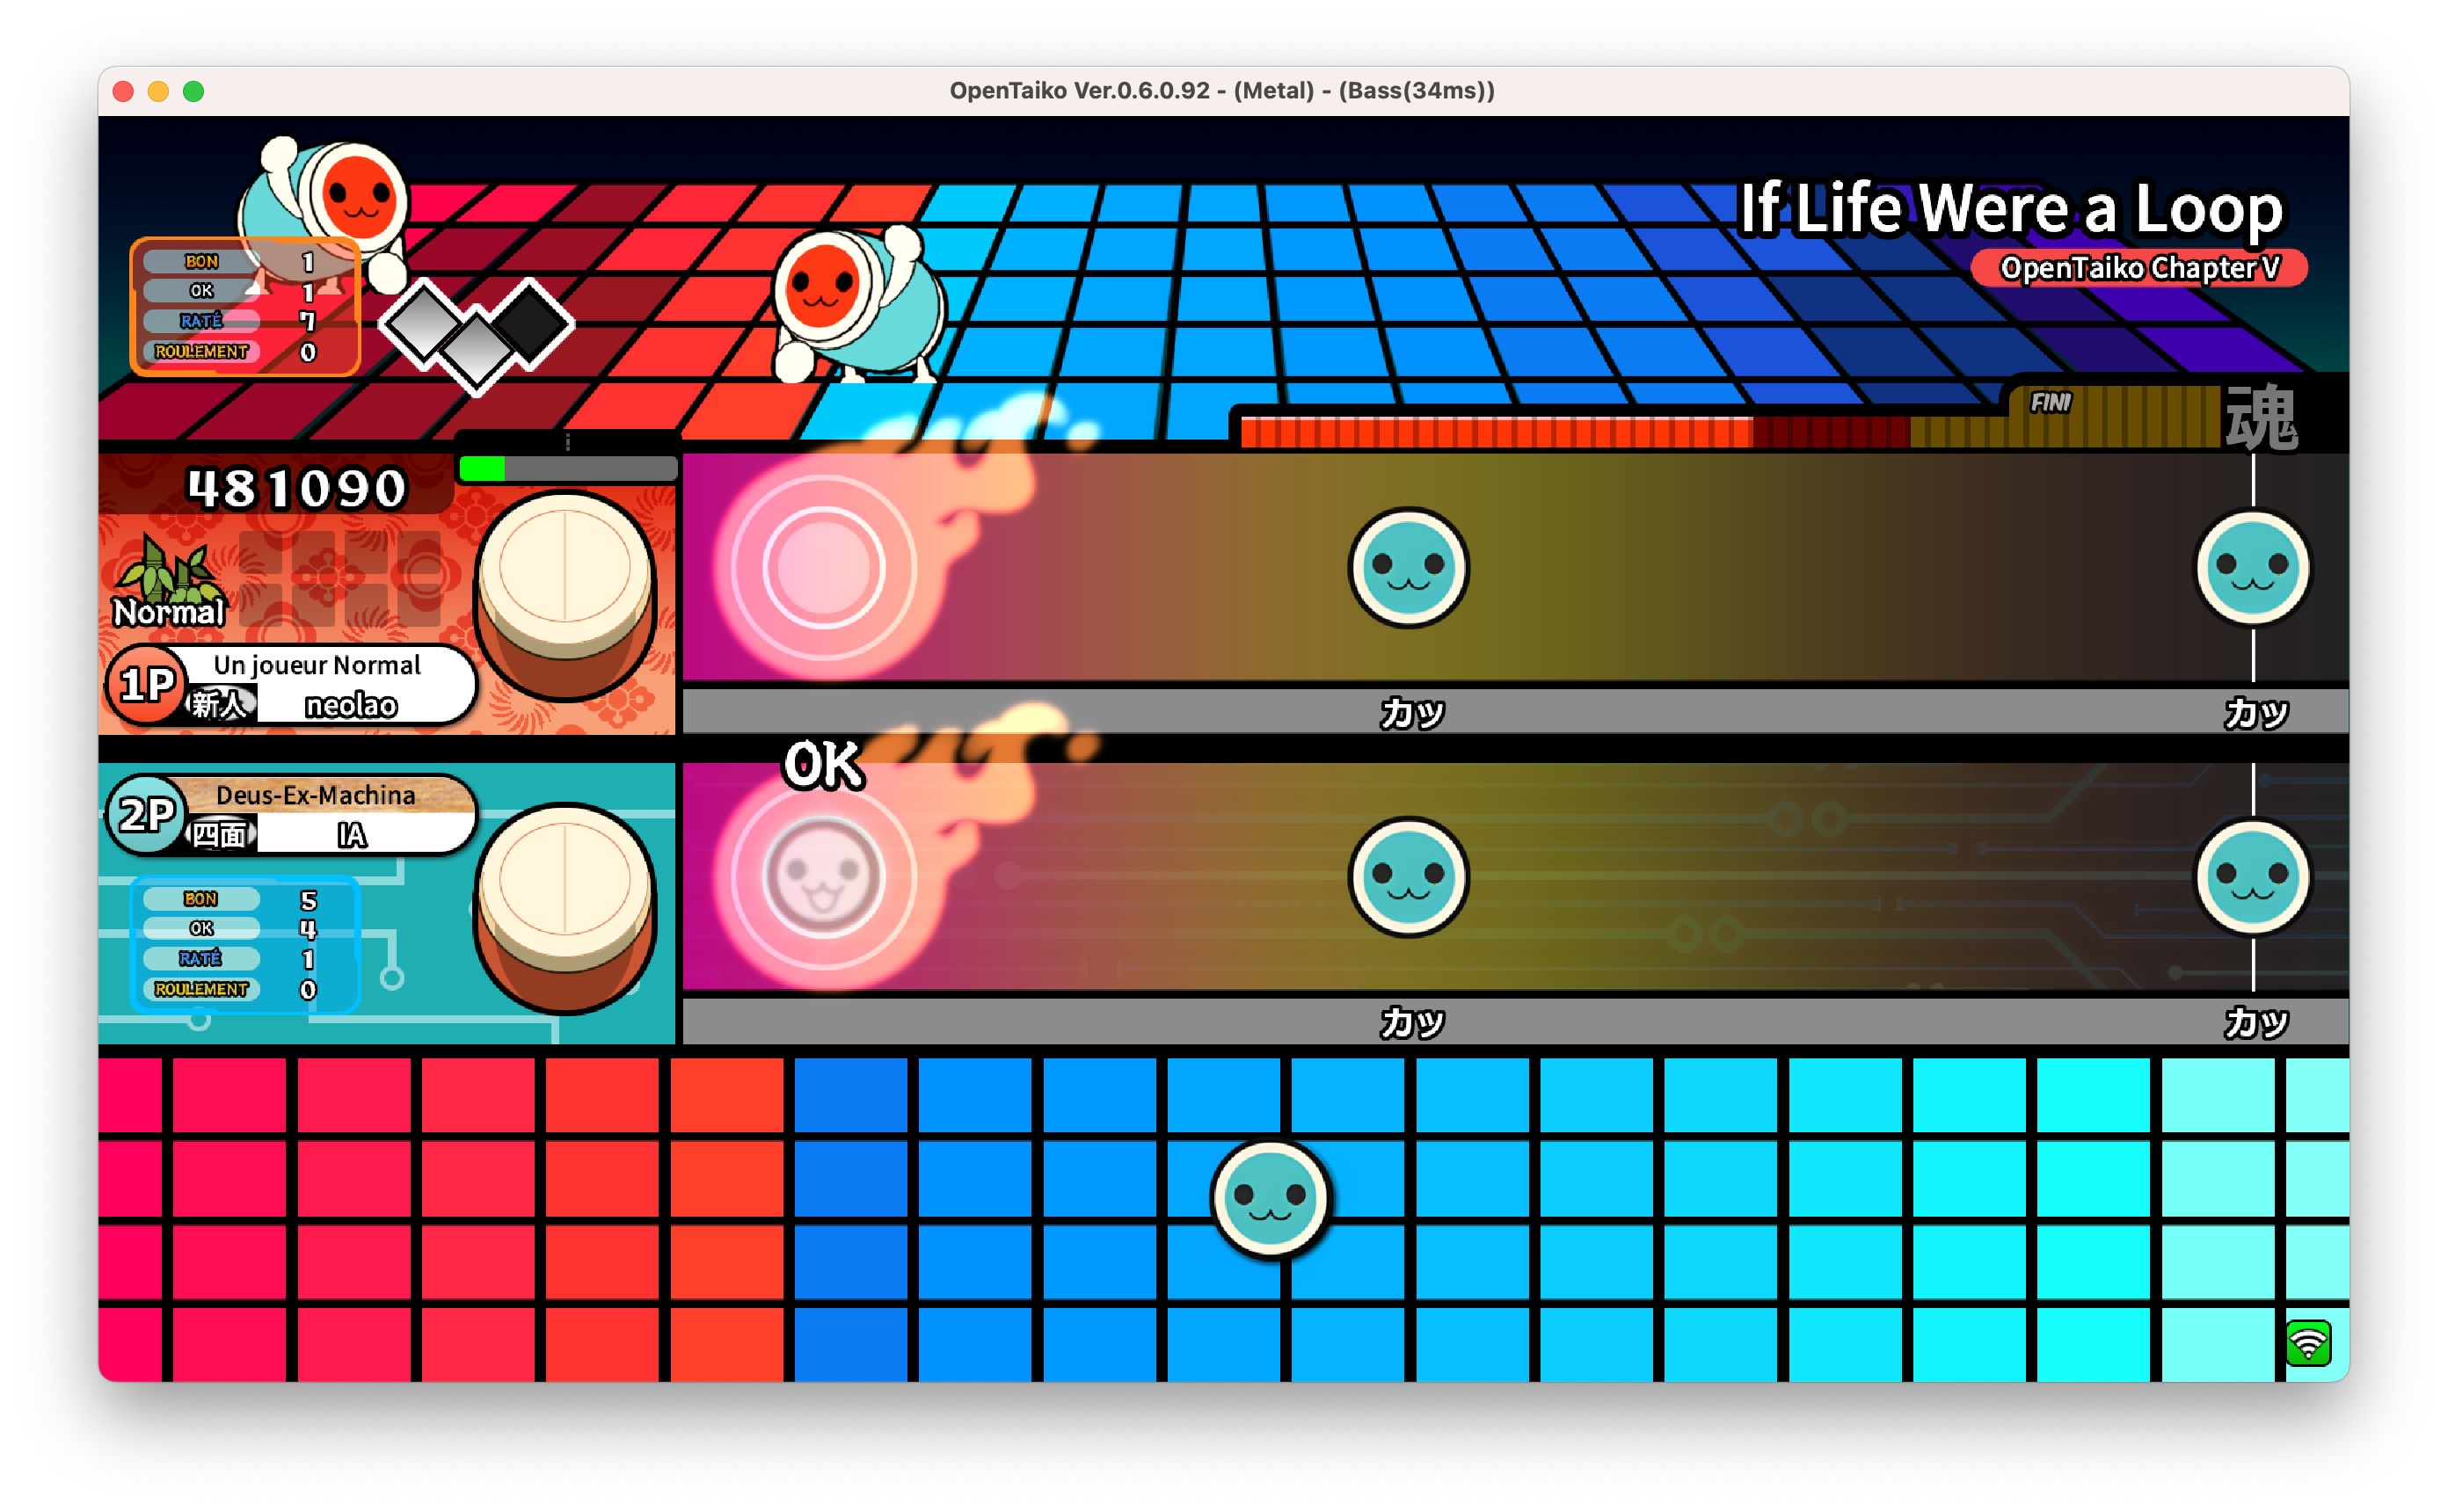 OpenTaiko Ver.0.6.0.92 - (Metal) - (Bass(34ms))
If Life Were a Loop
OpenTaiko Chapter V
BON 1
OK 1
RATÉ 7
ROULEMENT 0
FINI
魂
481090
Normal
Un joueur Normal
1P
新人 neolao
カッ カッ
OK
Deus-Ex-Machina
2P
四面 IA
BON 5
OK 4
RATÉ 1
ROULEMENT 0
カッ カッ